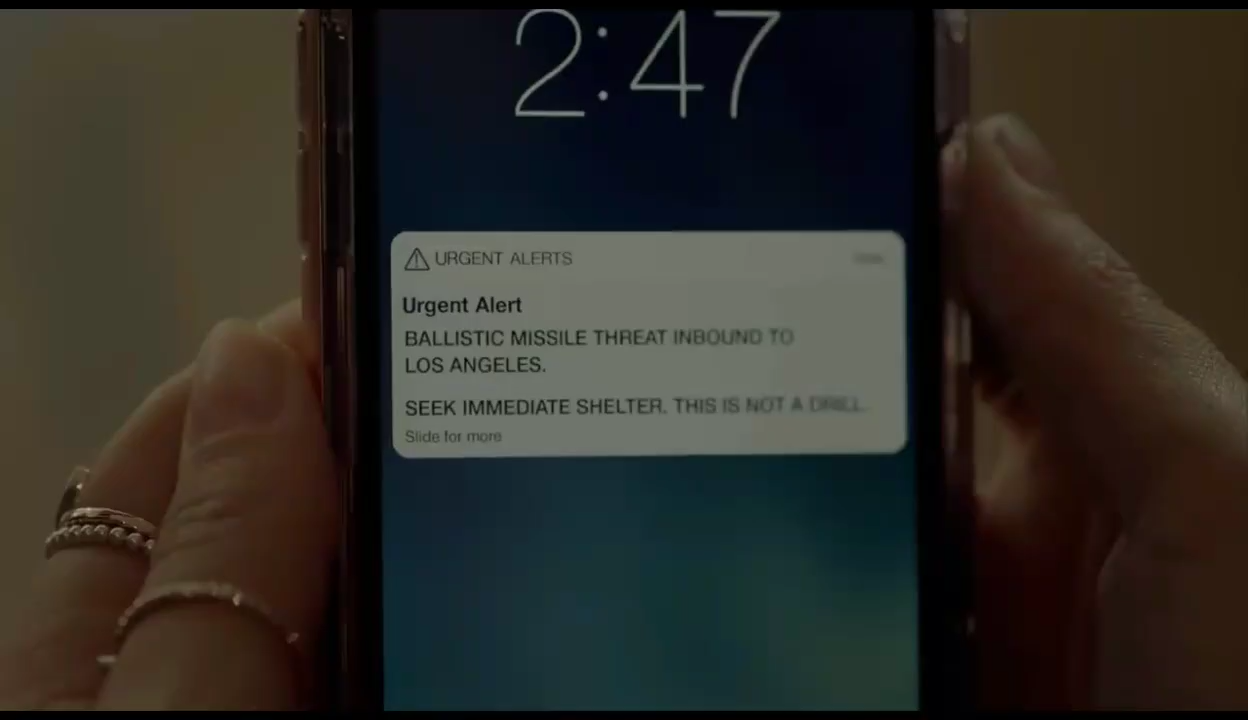 2:47
URGENT ALERTS
Urgent Alert
BALLISTIC MISSILE THREAT INBOUND TO
LOS ANGELES.
SEEK IMMEDIATE SHELTER. THIS IS NOT A DRILL.
Slide for more